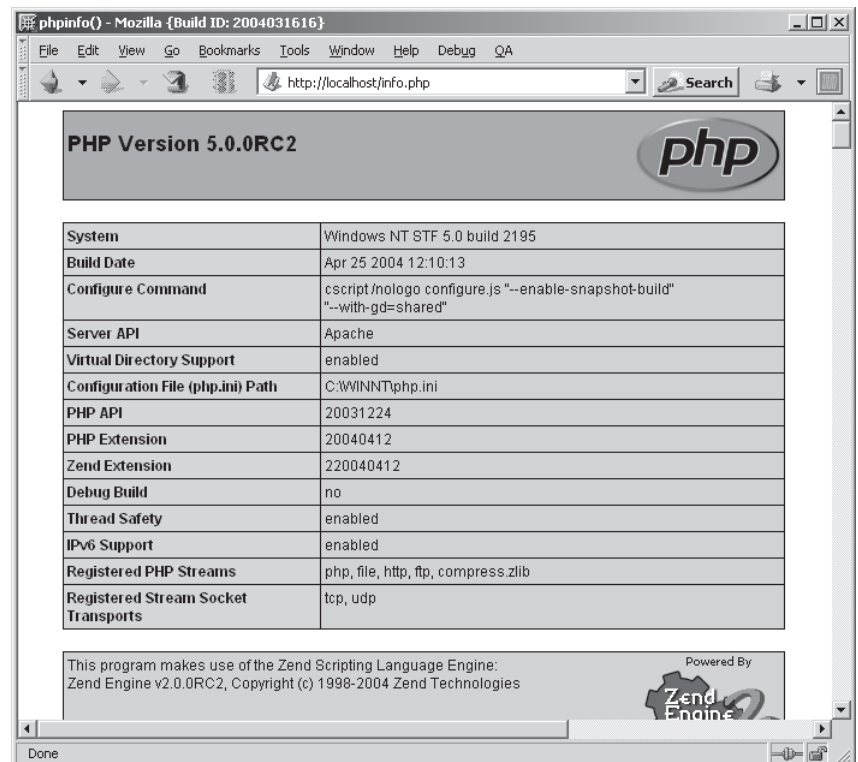 phpinfo() - Mozilla {Build ID: 2004031616}
File Edit View Go Bookmarks Tools Window Help Debug QA
http://localhost/info.php Search
PHP Version 5.0.0RC2
php
System Windows NT STF 5.0 build 2195
Build Date Apr 25 2004 12:10:13
Configure Command cscript /nologo configure.js "--enable-snapshot-build"
"--with-gd=shared"
Server API Apache
Virtual Directory Support enabled
Configuration File (php.ini) Path C:\WINNT\php.ini
PHP API 20031224
PHP Extension 20040412
Zend Extension 220040412
Debug Build no
Thread Safety enabled
IPv6 Support enabled
Registered PHP Streams php, file, http, ftp, compress.zlib
Registered Stream Socket
Transports tcp, udp
This program makes use of the Zend Scripting Language Engine:
Zend Engine v2.0.0RC2, Copyright (c) 1998-2004 Zend Technologies
Powered By
Zend
Engine 2
Done